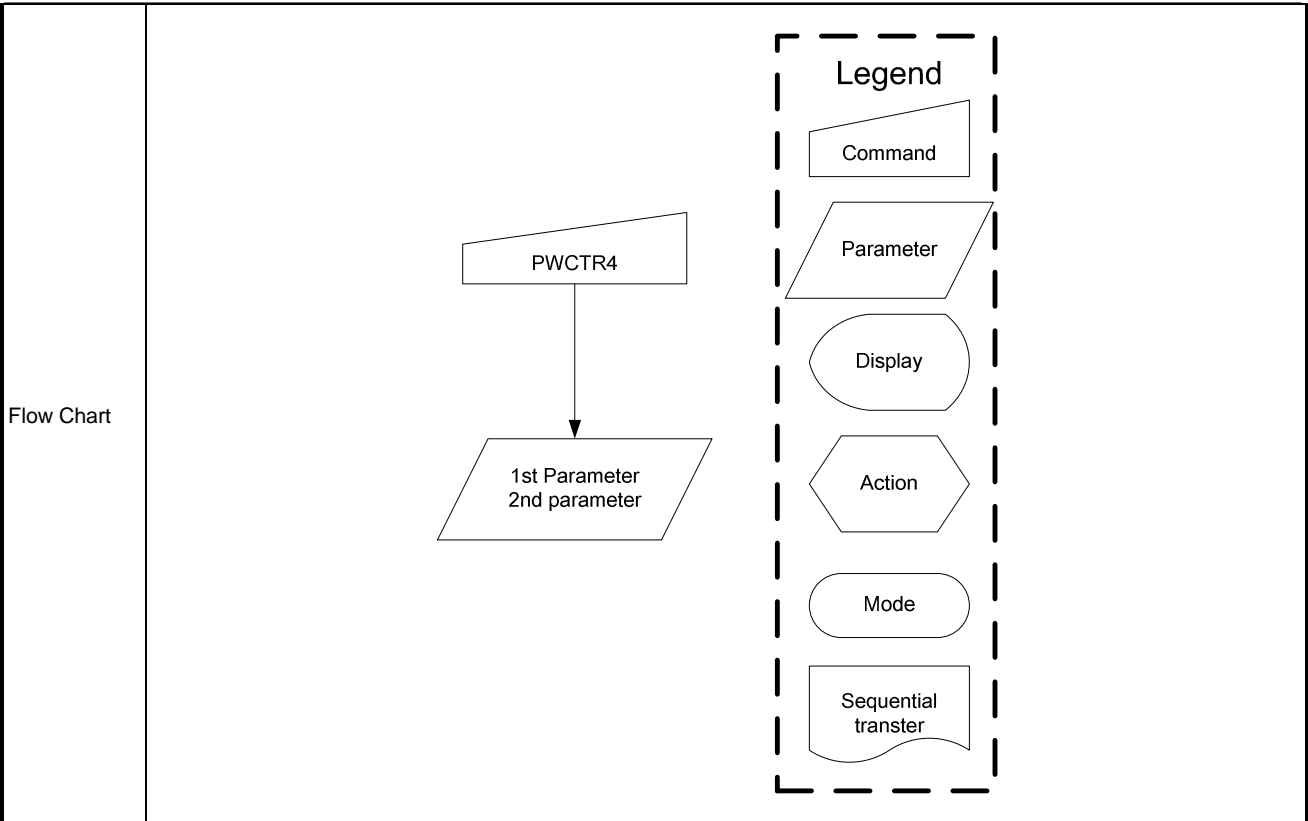 Flow Chart
PWCTR4
1st Parameter
2nd parameter
Legend
Command
Parameter
Display
Action
Mode
Sequential
transter